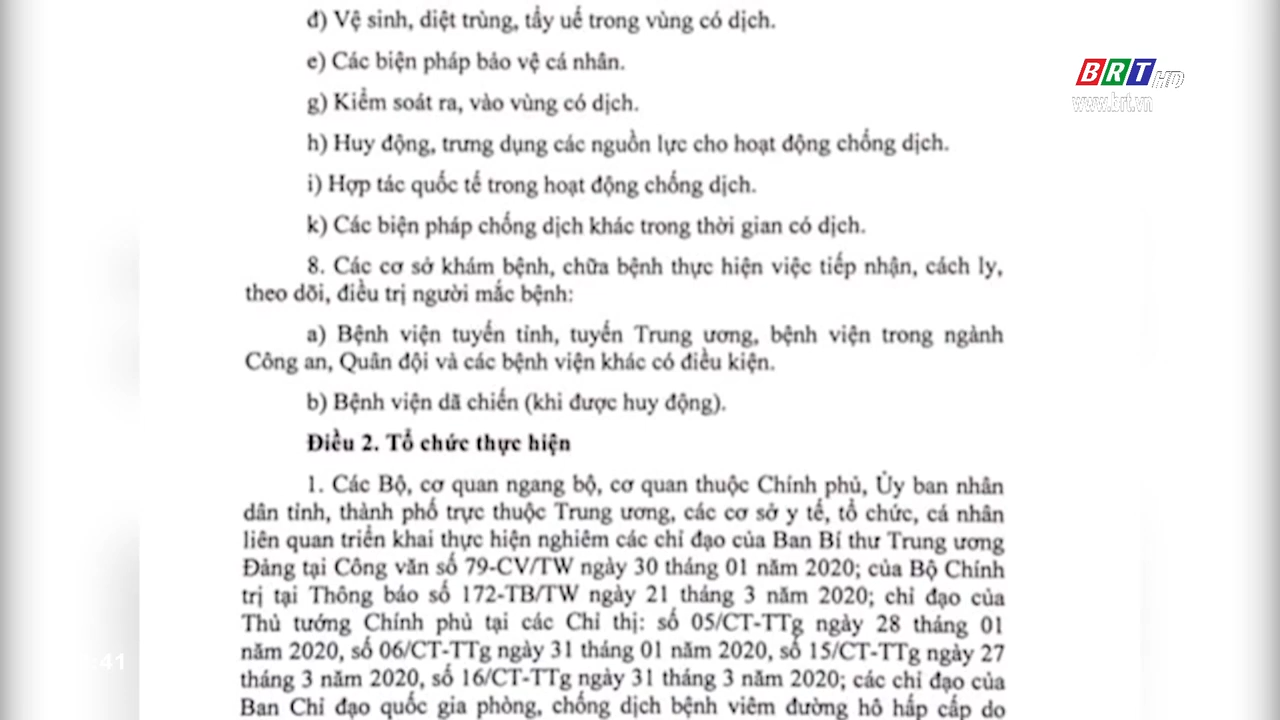 đ) Vệ sinh, diệt trùng, tẩy uế trong vùng có dịch.
e) Các biện pháp bảo vệ cá nhân.
g) Kiểm soát ra, vào vùng có dịch.
h) Huy động, trưng dụng các nguồn lực cho hoạt động chống dịch.
i) Hợp tác quốc tế trong hoạt động chống dịch.
k) Các biện pháp chống dịch khác trong thời gian có dịch.
8. Các cơ sở khám bệnh, chữa bệnh thực hiện việc tiếp nhận, cách ly,
theo dõi, điều trị người mắc bệnh:
a) Bệnh viện tuyến tỉnh, tuyến Trung ương, bệnh viện trong ngành
Công an, Quân đội và các bệnh viện khác có điều kiện.
b) Bệnh viện dã chiến (khi được huy động).
Điều 2. Tổ chức thực hiện
1. Các Bộ, cơ quan ngang bộ, cơ quan thuộc Chính phủ, Ủy ban nhân
dân tỉnh, thành phố trực thuộc Trung ương, các cơ sở y tế, tổ chức, cá nhân
liên quan triển khai thực hiện nghiêm các chỉ đạo của Ban Bí thư Trung ương
Đảng tại Công văn số 79-CV/TW ngày 30 tháng 01 năm 2020; của Bộ Chính
trị tại Thông báo số 172-TB/TW ngày 21 tháng 3 năm 2020; chỉ đạo của
Thủ tướng Chính phủ tại các Chỉ thị: số 05/CT-TTg ngày 28 tháng 01
năm 2020, số 06/CT-TTg ngày 31 tháng 01 năm 2020, số 15/CT-TTg ngày 27
tháng 3 năm 2020, số 16/CT-TTg ngày 31 tháng 3 năm 2020; các chỉ đạo của
Ban Chỉ đạo quốc gia phòng, chống dịch bệnh viêm đường hô hấp cấp do
BRT HD
www.brt.vn
:41